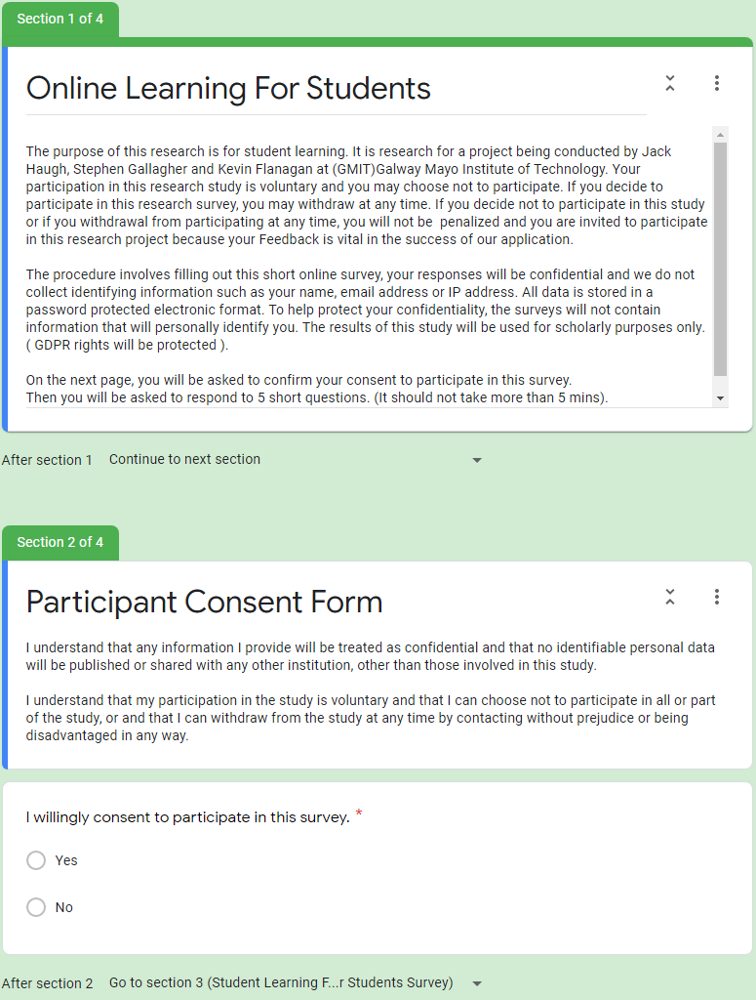 Section 1 of 4
Online Learning For Students
The purpose of this research is for student learning. It is research for a project being conducted by Jack
Haugh, Stephen Gallagher and Kevin Flanagan at (GMIT)Galway Mayo Institute of Technology. Your
participation in this research study is voluntary and you may choose not to participate. If you decide to
participate in this research survey, you may withdraw at any time. If you decide not to participate in this study
or if you withdrawal from participating at any time, you will not be  penalized and you are invited to participate
in this research project because your Feedback is vital in the success of our application.
The procedure involves filling out this short online survey, your responses will be confidential and we do not
collect identifying information such as your name, email address or IP address. All data is stored in a
password protected electronic format. To help protect your confidentiality, the surveys will not contain
information that will personally identify you. The results of this study will be used for scholarly purposes only.
( GDPR rights will be protected ).
On the next page, you will be asked to confirm your consent to participate in this survey.
Then you will be asked to respond to 5 short questions. (It should not take more than 5 mins).
After section 1 Continue to next section
Section 2 of 4
Participant Consent Form
I understand that any information I provide will be treated as confidential and that no identifiable personal data
will be published or shared with any other institution, other than those involved in this study.
I understand that my participation in the study is voluntary and that I can choose not to participate in all or part
of the study, or and that I can withdraw from the study at any time by contacting without prejudice or being
disadvantaged in any way.
I willingly consent to participate in this survey. *
Yes
No
After section 2 Go to section 3 (Student Learning F...r Students Survey)